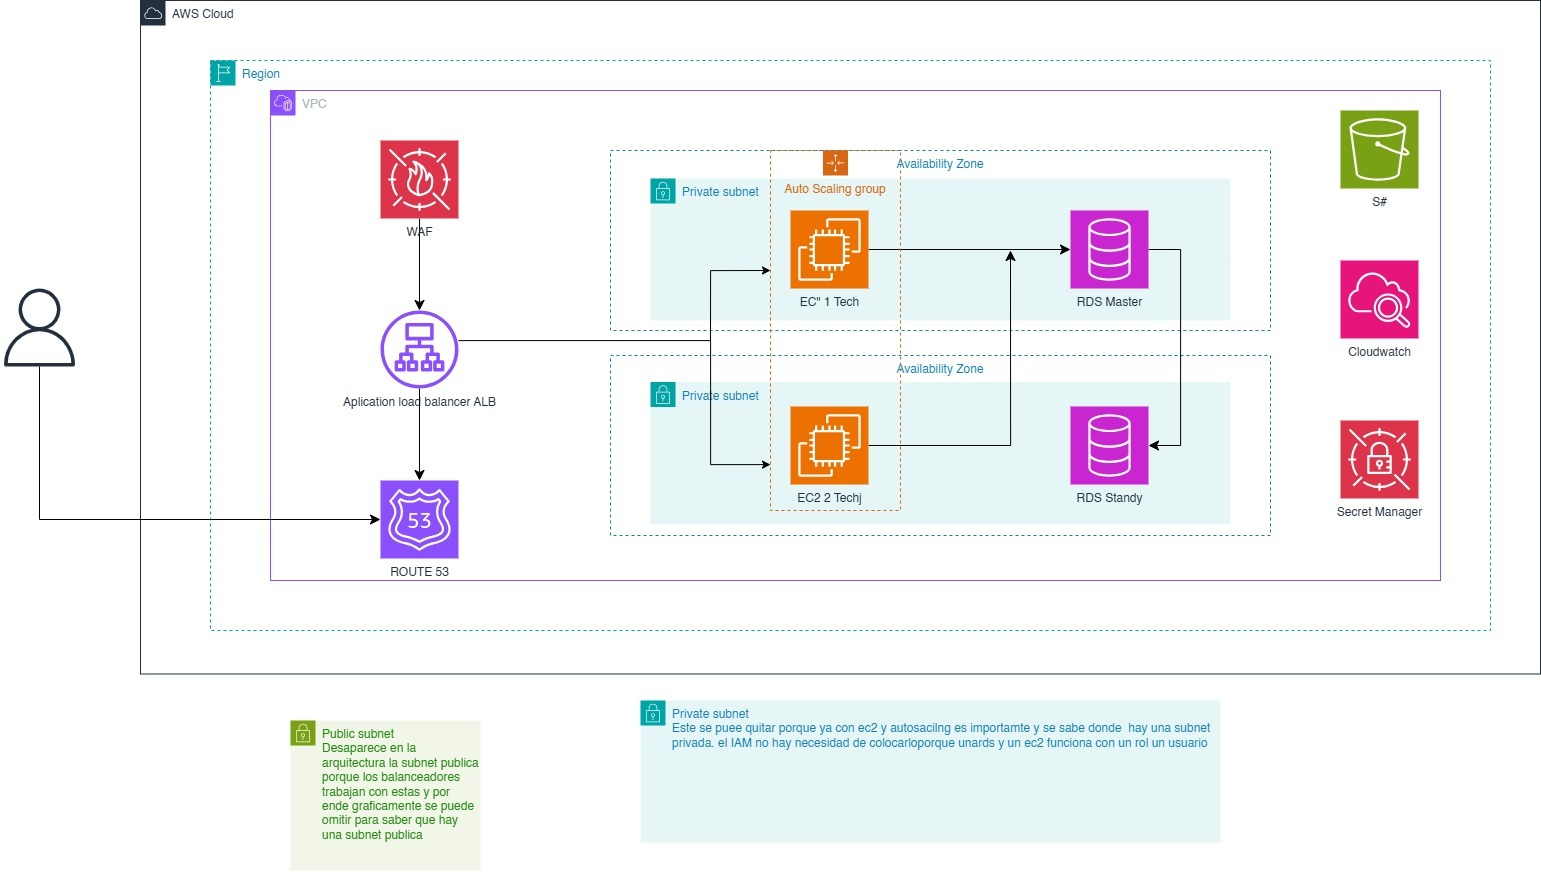 AWS Cloud
Region
VPC
WAF
Aplication load balancer ALB
53
ROUTE 53
Availability Zone
Private subnet
Auto Scaling group
EC" 1 Tech
RDS Master
Availability Zone
Private subnet
EC2 2 Techj
RDS Standy
S#
Cloudwatch
Secret Manager
Public subnet
Desaparece en la
arquitectura la subnet publica
porque los balanceadores
trabajan con estas y por
ende graficamente se puede
omitir para saber que hay
una subnet publica
Private subnet
Este se puee quitar porque ya con ec2 y autosacilng es importamte y se sabe donde  hay una subnet
privada. el IAM no hay necesidad de colocarloporque unards y un ec2 funciona con un rol un usuario